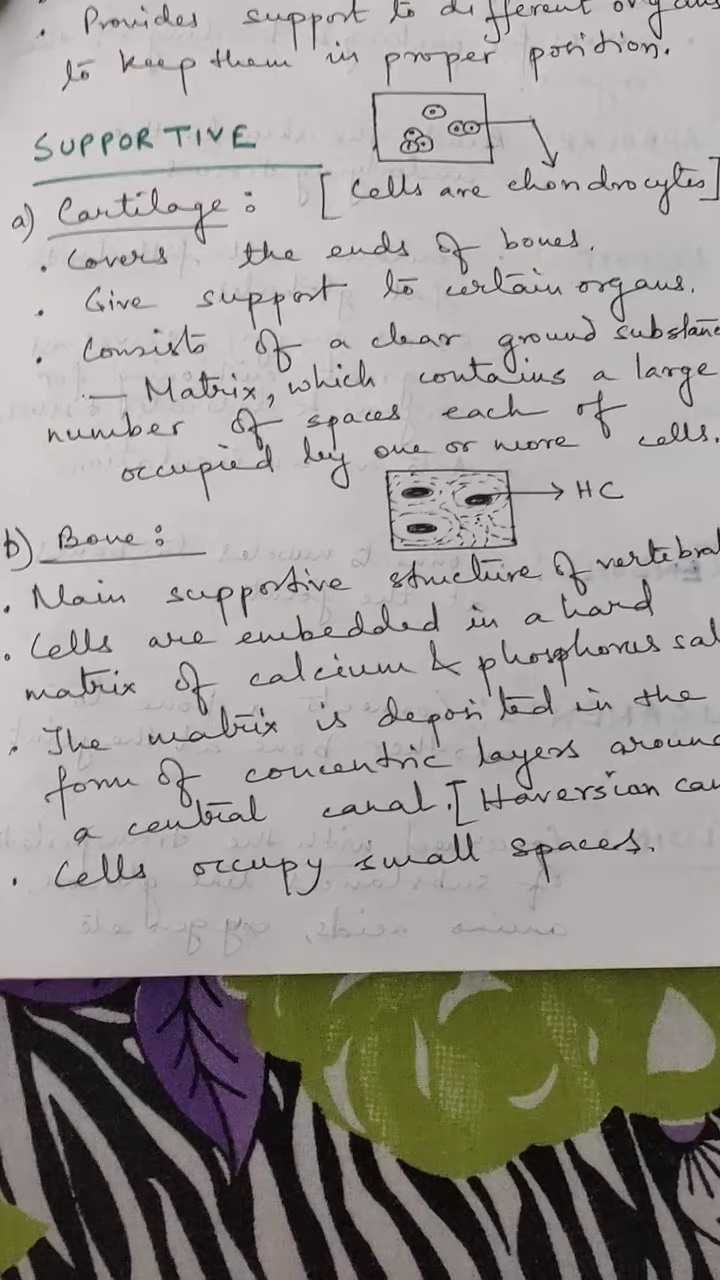 . Provides support to different organs
to keep them in proper position.
SUPPORTIVE
a) Cartilage : [ Cells are chondrocytes]
. Covers the ends of bones.
. Give support to certain organs.
. Consists of a clear ground substanc
— Matrix, which contains a large
number of spaces each of
occupied by one or more cells.
HC
b) Bone :
. Main supportive structure of vertebrat
. Cells are embedded in a hard
matrix of calcium & phosphorus sal
. The matrix is deposited in the
form of concentric layers around
a central canal. [ Haversian can
. Cells occupy small spaces.